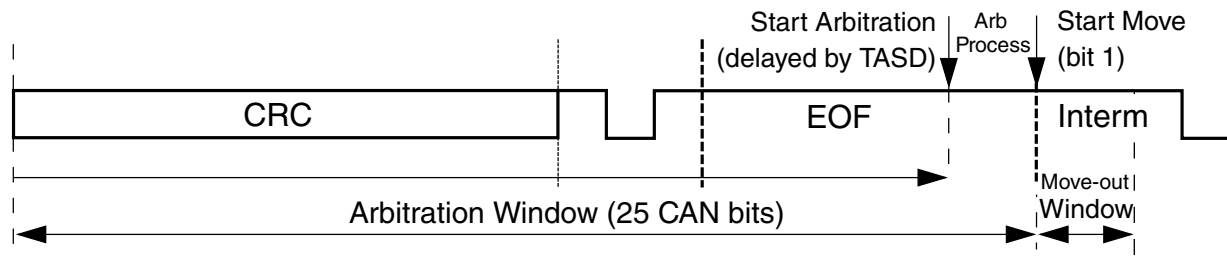 Start Arbitration
(delayed by TASD)
Arb
Process
Start Move
(bit 1)
CRC
EOF
Interm
Arbitration Window (25 CAN bits)
Move-out
Window